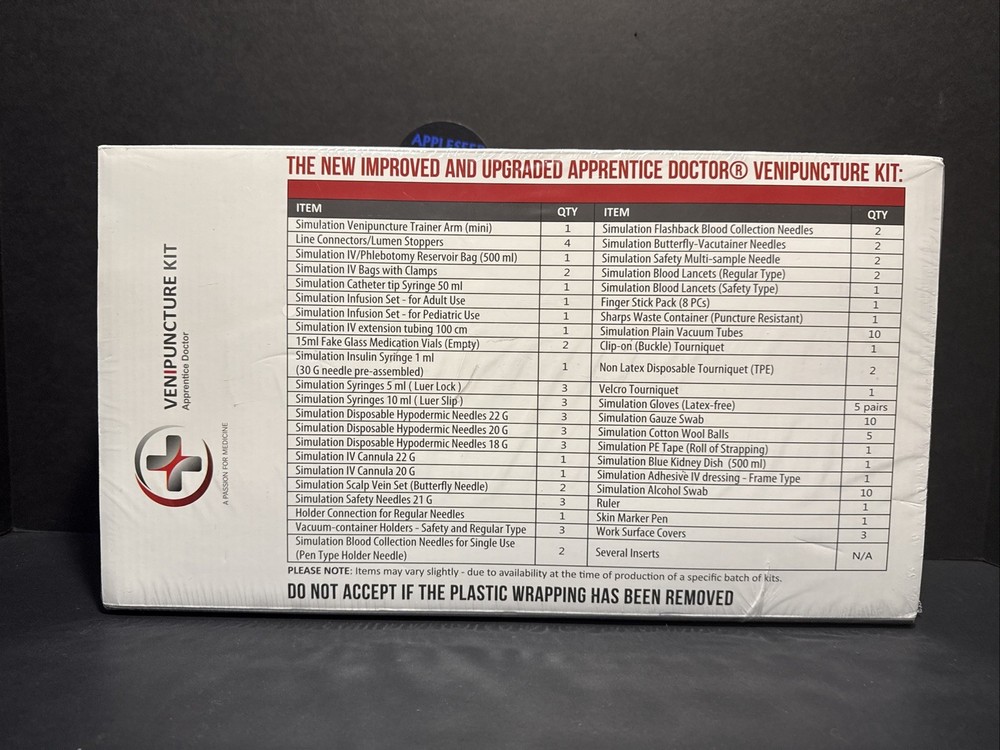 APPLESEE
THE NEW IMPROVED AND UPGRADED APPRENTICE DOCTOR® VENIPUNCTURE KIT:
ITEM QTY ITEM QTY
Simulation Venipuncture Trainer Arm (mini) 1 Simulation Flashback Blood Collection Needles 2
Line Connectors/Lumen Stoppers 4 Simulation Butterfly-Vacutainer Needles 2
Simulation IV/Phlebotomy Reservoir Bag (500 ml) 1 Simulation Safety Multi-sample Needle 2
Simulation IV Bags with Clamps 2 Simulation Blood Lancets (Regular Type) 2
Simulation Catheter tip Syringe 50 ml 1 Simulation Blood Lancets (Safety Type) 1
Simulation Infusion Set - for Adult Use 1 Finger Stick Pack (8 PCs) 1
Simulation Infusion Set - for Pediatric Use 1 Sharps Waste Container (Puncture Resistant) 1
Simulation IV extension tubing 100 cm 1 Simulation Plain Vacuum Tubes 10
15ml Fake Glass Medication Vials (Empty) 2 Clip-on (Buckle) Tourniquet 1
Simulation Insulin Syringe 1 ml
(30 G needle pre-assembled) 1 Non Latex Disposable Tourniquet (TPE) 2
Simulation Syringes 5 ml ( Luer Lock ) 3 Velcro Tourniquet 1
Simulation Syringes 10 ml ( Luer Slip ) 3 Simulation Gloves (Latex-free) 5 pairs
Simulation Disposable Hypodermic Needles 22 G 3 Simulation Gauze Swab 10
Simulation Disposable Hypodermic Needles 20 G 3 Simulation Cotton Wool Balls 5
Simulation Disposable Hypodermic Needles 18 G 3 Simulation PE Tape (Roll of Strapping) 1
Simulation IV Cannula 22 G 1 Simulation Blue Kidney Dish (500 ml) 1
Simulation IV Cannula 20 G 1 Simulation Adhesive IV dressing - Frame Type 1
Simulation Scalp Vein Set (Butterfly Needle) 2 Simulation Alcohol Swab 10
Simulation Safety Needles 21 G 3 Ruler 1
Holder Connection for Regular Needles 1 Skin Marker Pen 1
Vacuum-container Holders - Safety and Regular Type 3 Work Surface Covers 3
Simulation Blood Collection Needles for Single Use
(Pen Type Holder Needle) 2 Several Inserts N/A
PLEASE NOTE: Items may vary slightly - due to availability at the time of production of a specific batch of kits.
DO NOT ACCEPT IF THE PLASTIC WRAPPING HAS BEEN REMOVED
VENIPUNCTURE KIT
Apprentice Doctor
A PASSION FOR MEDICINE